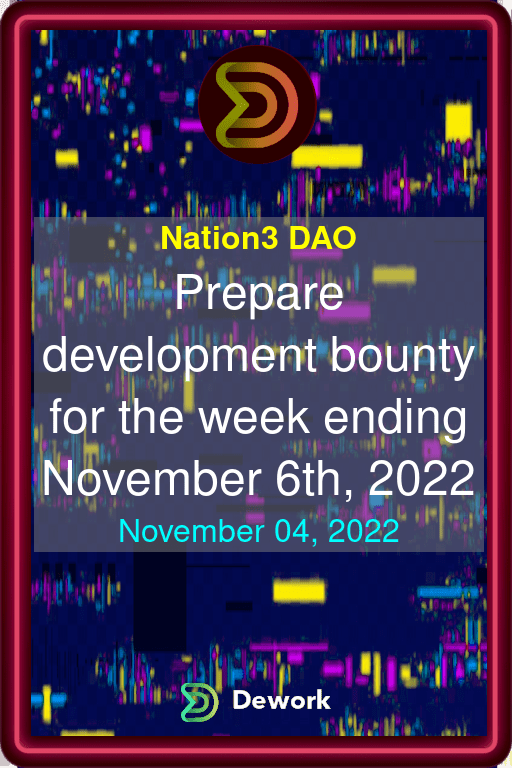 Nation3 DAO
Prepare
development bounty
for the week ending
November 6th, 2022
November 04, 2022
Dework